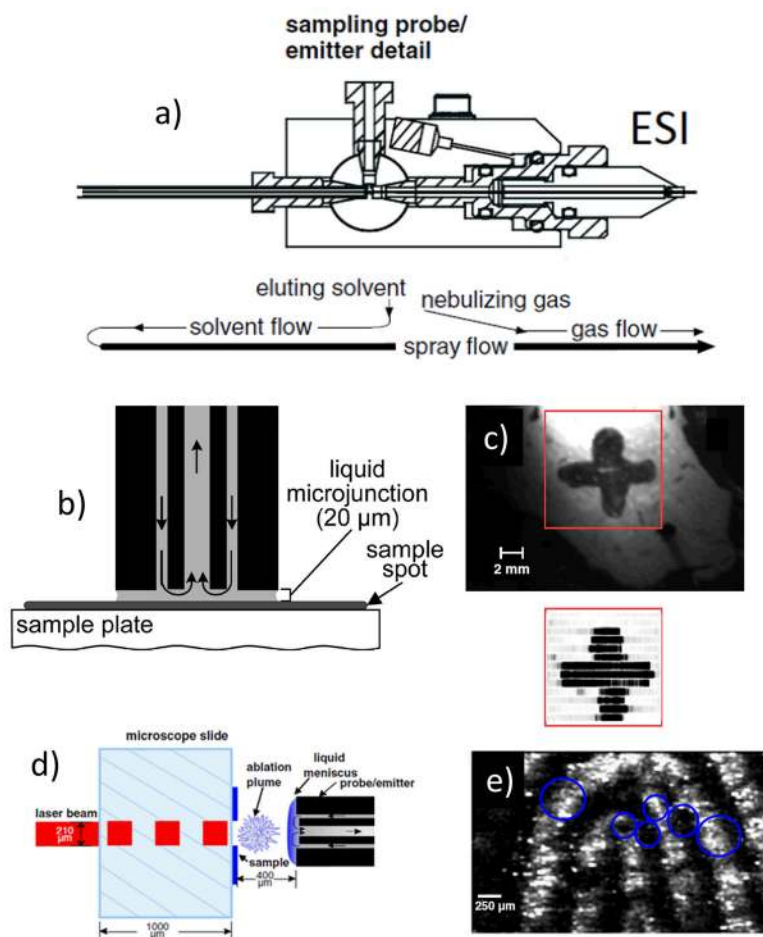 sampling probe/
emitter detail
a)
ESI
eluting solvent
nebulizing gas
solvent flow
gas flow
spray flow
b)
liquid
microjunction
(20 µm)
sample
spot
sample plate
c)
2 mm
d)
microscope slide
laser beam
210
µm
ablation
plume
liquid
meniscus
probe/emitter
sample
400
µm
1000
µm
e)
250 µm